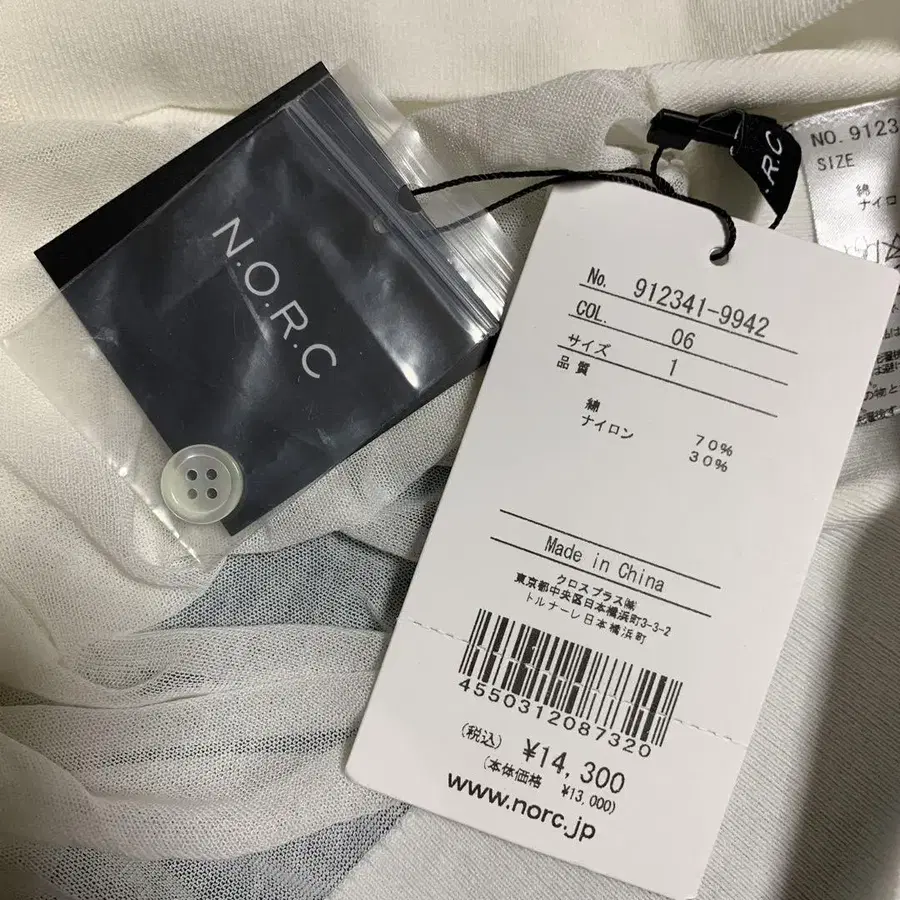 N.O.R.C
.R.C
No. 912341-9942
COL. 06
サイズ 1
品質
綿 70%
ナイロン 30%
Made in China
クロスプラス㈱
東京都中央区日本橋浜町3-3-2
トルナーレ日本橋浜町
4550312087320
(税込) ¥14,300
(本体価格 ¥13,000)
www.norc.jp
NO. 9123
SIZE
綿
ナイロ